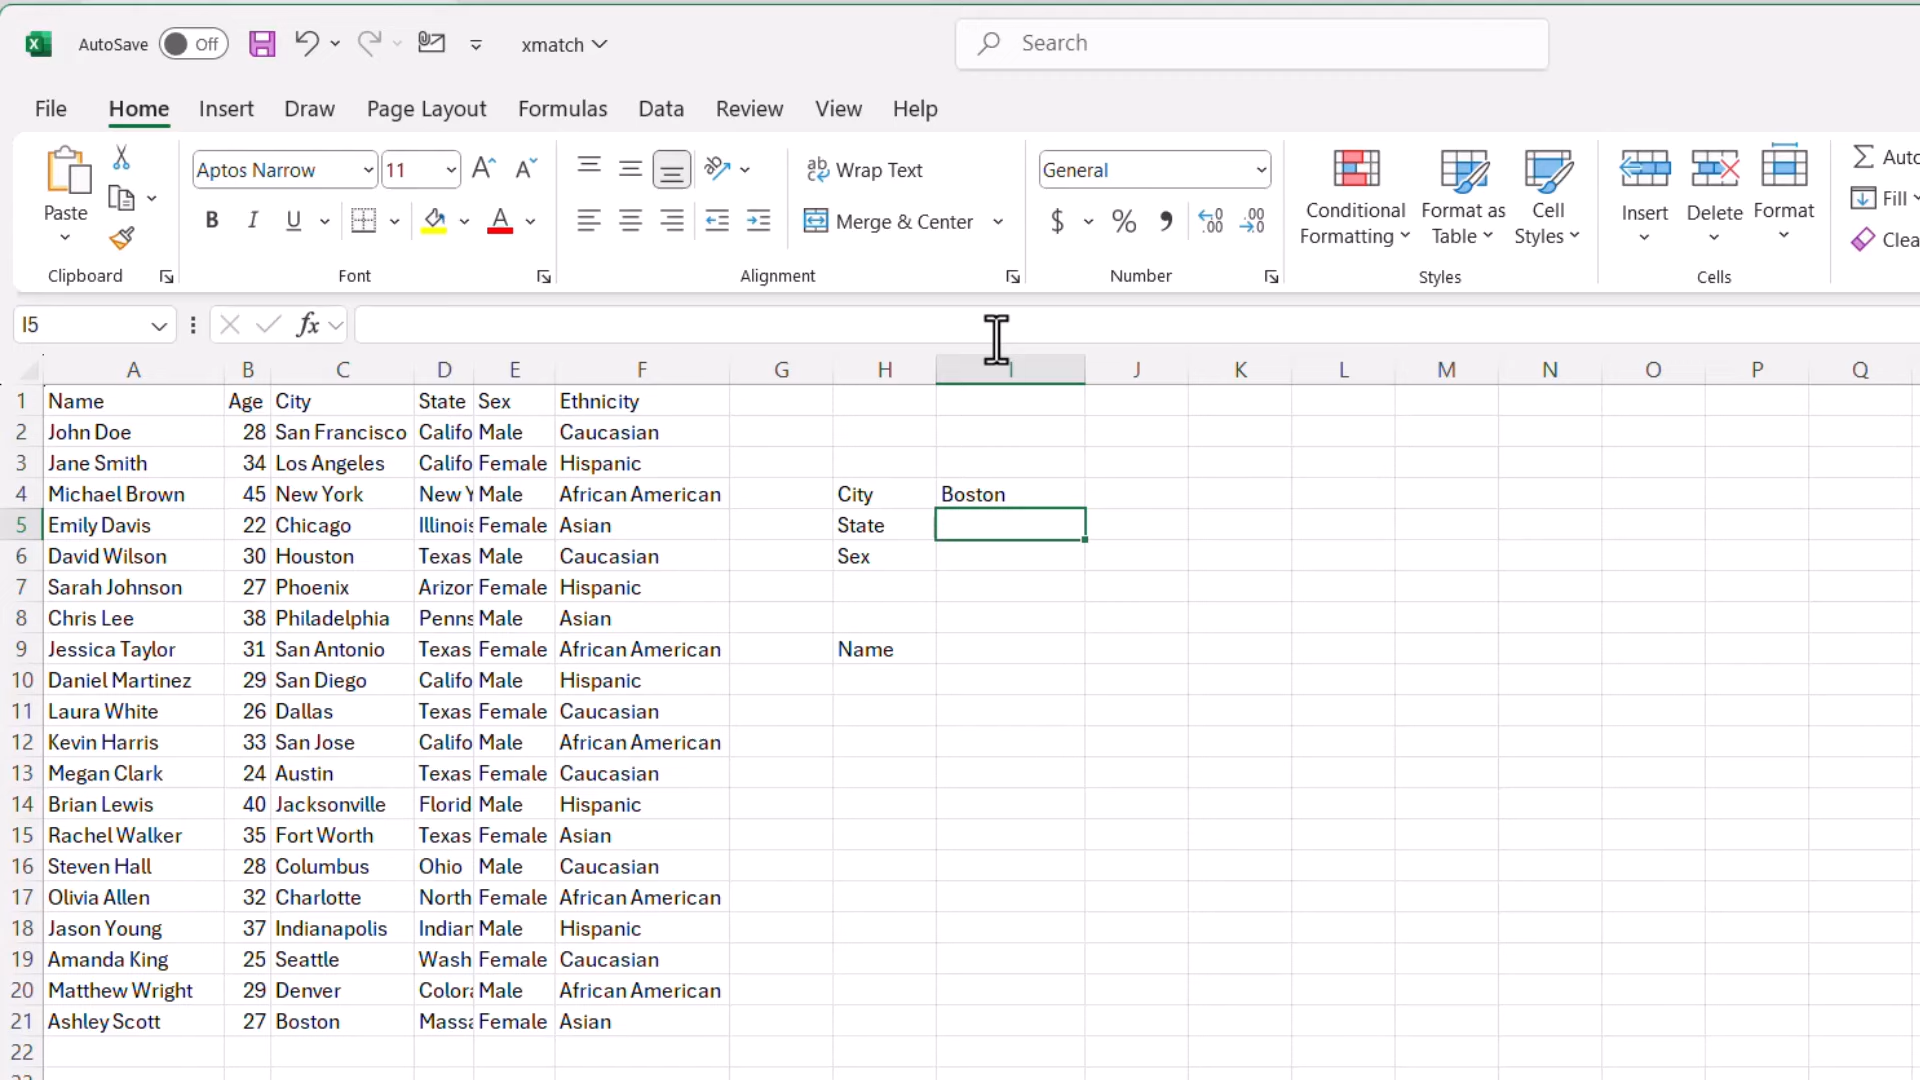 AutoSave Off xmatch Search
File Home Insert Draw Page Layout Formulas Data Review View Help
Paste
Clipboard
Aptos Narrow 11 A A
B I U A
Font
ab Wrap Text
Merge & Center
Alignment
General
$ % , .00 .00
Number
Conditional Formatting
Format as Table
Cell Styles
Styles
Insert Delete Format
Cells
Auto
Fill
Clea
I5 fx
A B C D E F G H I J K L M N O P Q
1 Name Age City State Sex Ethnicity
2 John Doe 28 San Francisco Califo Male Caucasian
3 Jane Smith 34 Los Angeles Califo Female Hispanic
4 Michael Brown 45 New York New Y Male African American City Boston
5 Emily Davis 22 Chicago Illinois Female Asian State
6 David Wilson 30 Houston Texas Male Caucasian Sex
7 Sarah Johnson 27 Phoenix Arizon Female Hispanic
8 Chris Lee 38 Philadelphia Penns Male Asian
9 Jessica Taylor 31 San Antonio Texas Female African American Name
10 Daniel Martinez 29 San Diego Califo Male Hispanic
11 Laura White 26 Dallas Texas Female Caucasian
12 Kevin Harris 33 San Jose Califo Male African American
13 Megan Clark 24 Austin Texas Female Caucasian
14 Brian Lewis 40 Jacksonville Florid Male Hispanic
15 Rachel Walker 35 Fort Worth Texas Female Asian
16 Steven Hall 28 Columbus Ohio Male Caucasian
17 Olivia Allen 32 Charlotte North Female African American
18 Jason Young 37 Indianapolis Indian Male Hispanic
19 Amanda King 25 Seattle Wash Female Caucasian
20 Matthew Wright 29 Denver Colora Male African American
21 Ashley Scott 27 Boston Massa Female Asian
22